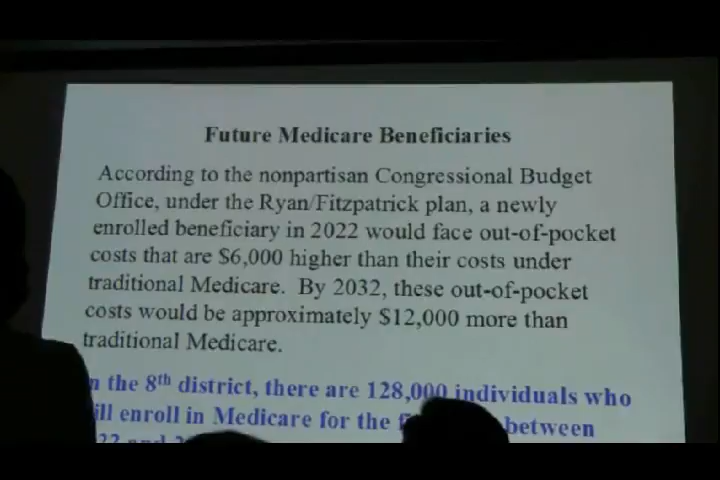 Future Medicare Beneficiaries
According to the nonpartisan Congressional Budget
Office, under the Ryan/Fitzpatrick plan, a newly
enrolled beneficiary in 2022 would face out-of-pocket
costs that are $6,000 higher than their costs under
traditional Medicare. By 2032, these out-of-pocket
costs would be approximately $12,000 more than
traditional Medicare.
the 8th district, there are 128,000 individuals who
enroll in Medicare for the between
and